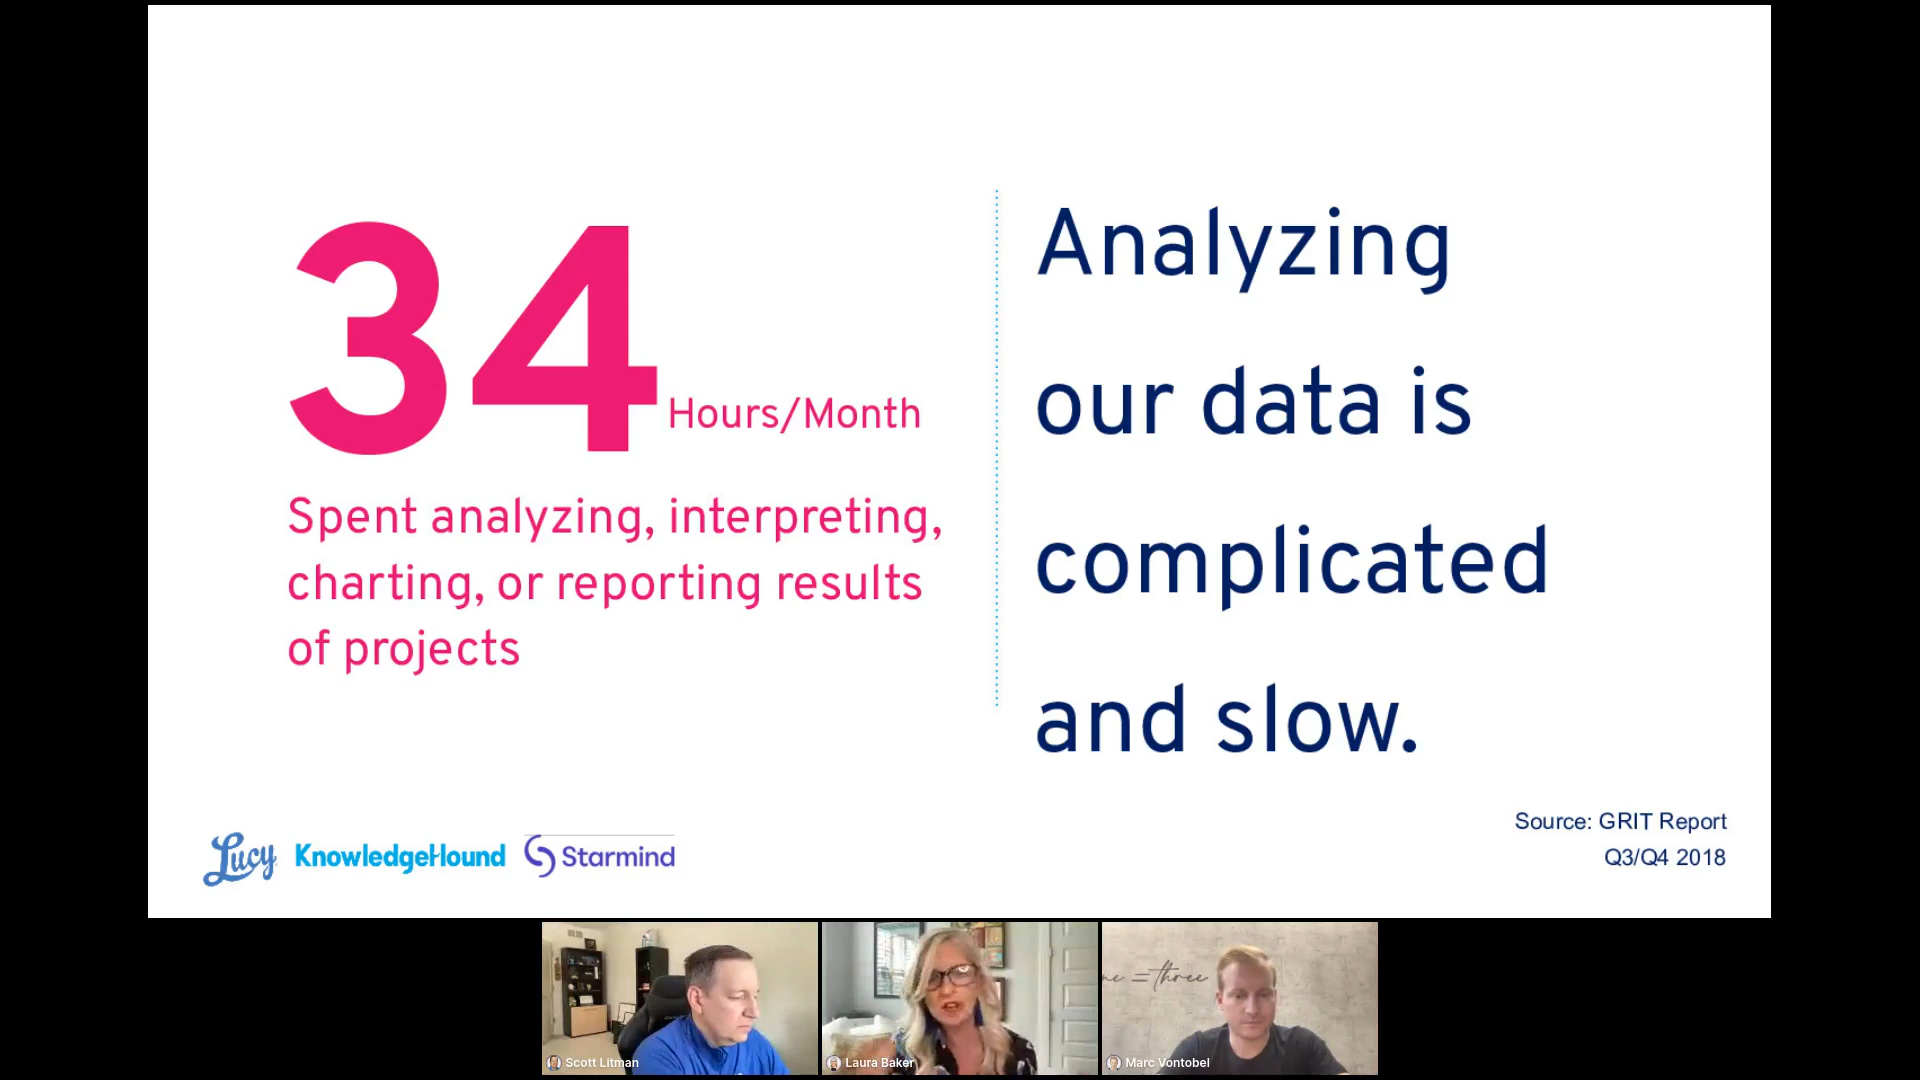 34 Hours/Month
Spent analyzing, interpreting,
charting, or reporting results
of projects
Analyzing
our data is
complicated
and slow.
Source: GRIT Report
Q3/Q4 2018
Lucy
KnowledgeHound
Starmind
=three
Scott Litman
Laura Baker
Marc Vontobel